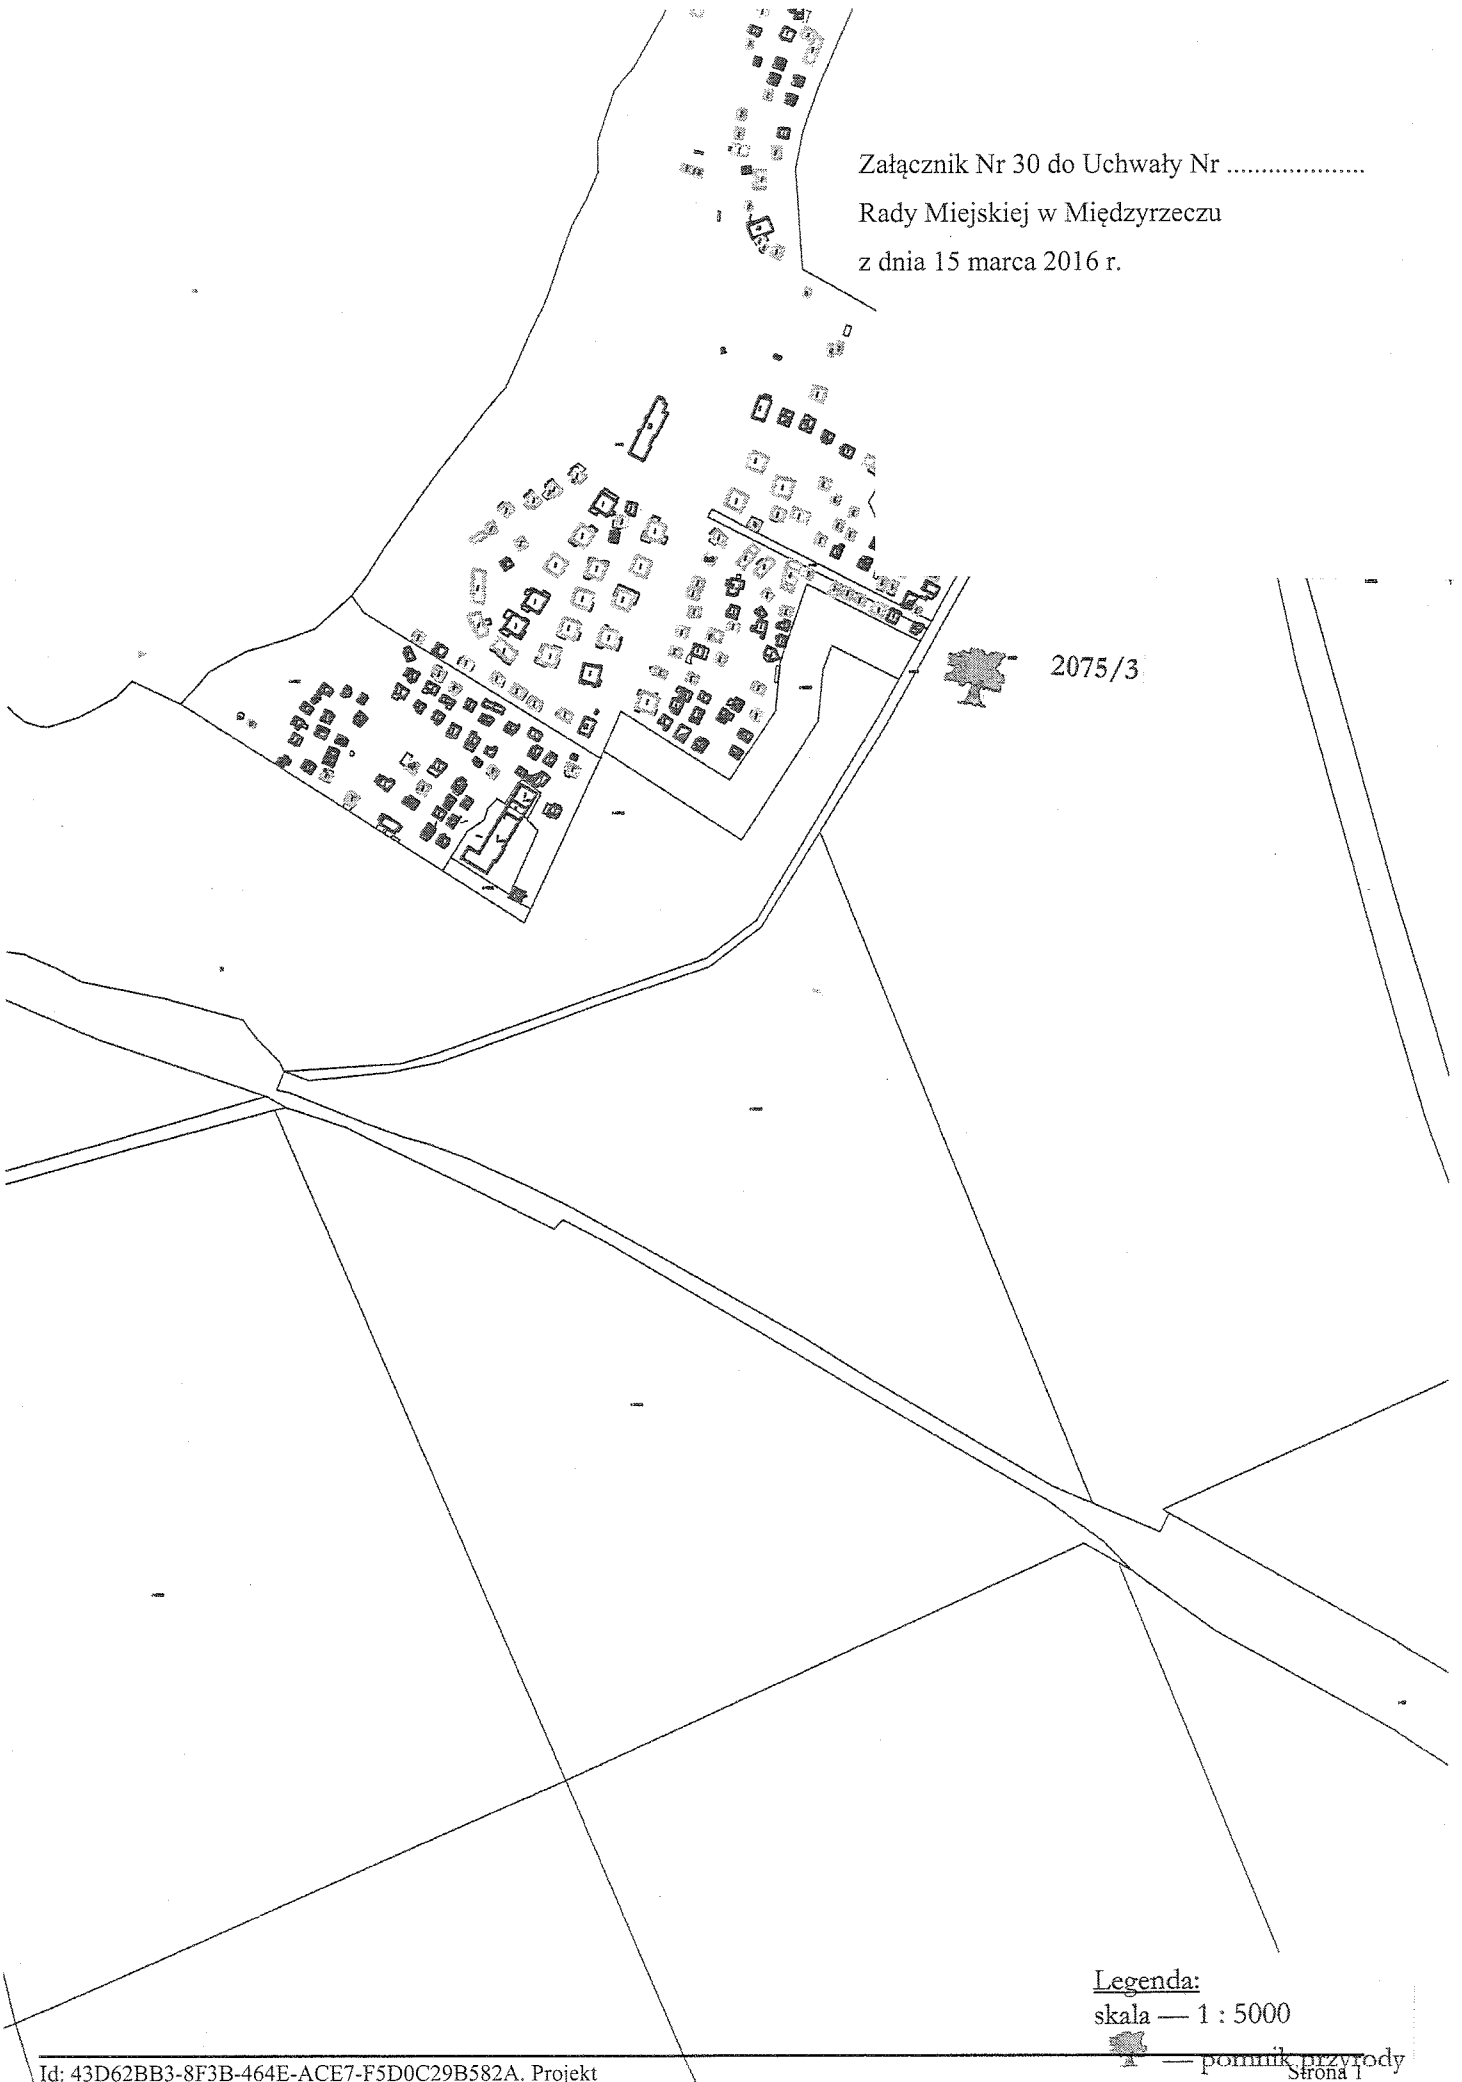 Załącznik Nr 30 do Uchwały Nr ....................
Rady Miejskiej w Międzyrzeczu
z dnia 15 marca 2016 r.
2075/3
Legenda:
skala — 1 : 5000
— pomnik przyrody
Id: 43D62BB3-8F3B-464E-ACE7-F5D0C29B582A. Projekt
Strona 1